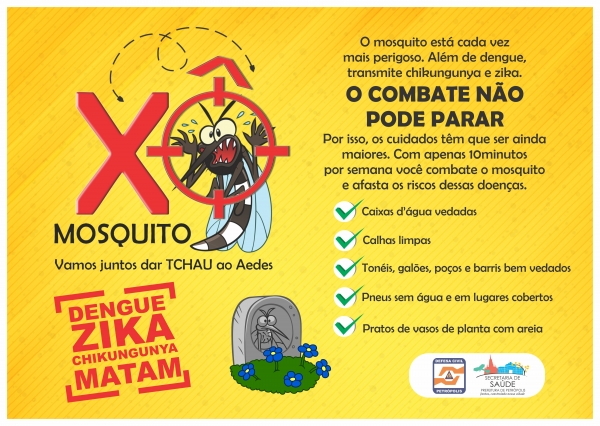 XÔ
MOSQUITO
Vamos juntos dar TCHAU ao Aedes
DENGUE
ZIKA
CHIKUNGUNYA
MATAM
O mosquito está cada vez
mais perigoso. Além de dengue,
transmite chikungunya e zika.
O COMBATE NÃO
PODE PARAR
Por isso, os cuidados têm que ser ainda
maiores. Com apenas 10minutos
por semana você combate o mosquito
e afasta os riscos dessas doenças.
Caixas d'água vedadas
Calhas limpas
Tonéis, galões, poços e barris bem vedados
Pneus sem água e em lugares cobertos
Pratos de vasos de planta com areia
DEFESA CIVIL
PETRÓPOLIS
SECRETARIA DE
SAÚDE
PREFEITURA DE PETRÓPOLIS